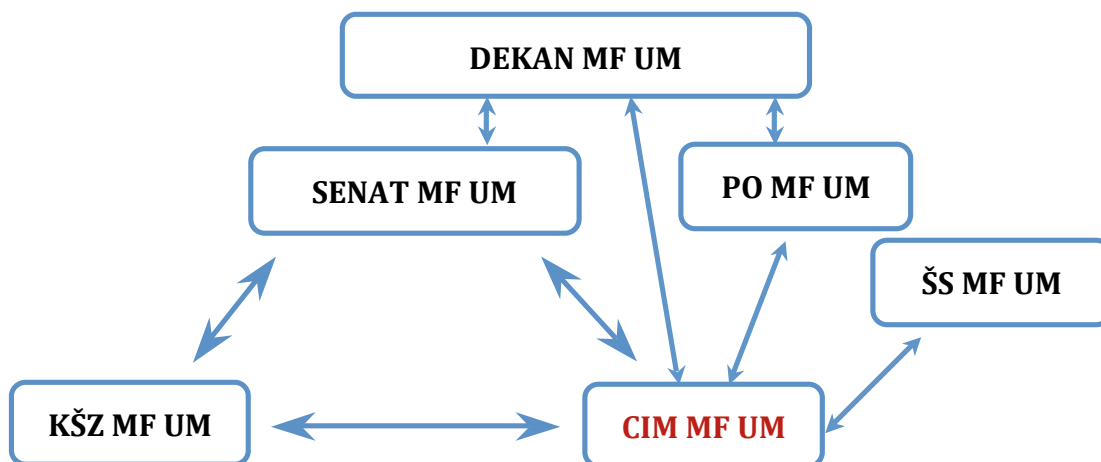 DEKAN MF UM
SENAT MF UM
PO MF UM
ŠS MF UM
KŠZ MF UM
CIM MF UM